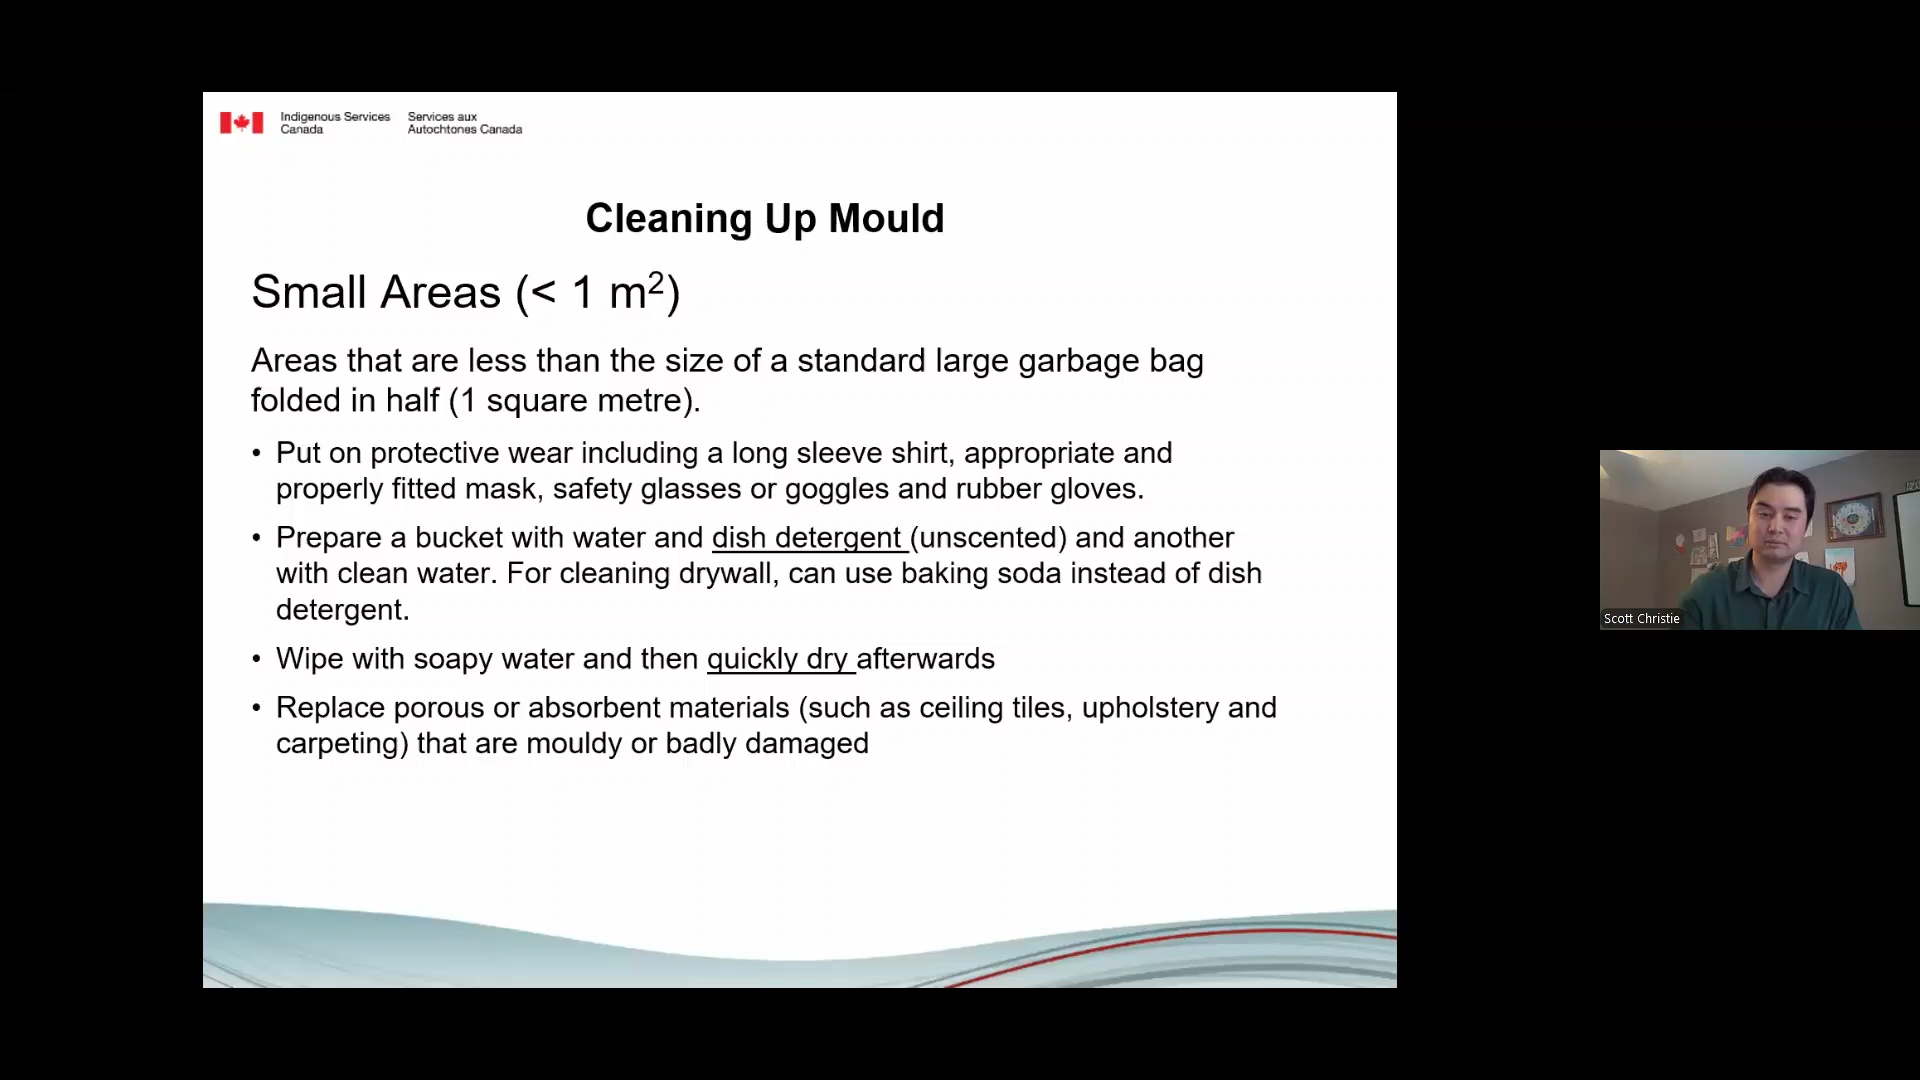 Indigenous Services Services aux
Canada Autochtones Canada
Cleaning Up Mould
Small Areas (< 1 m²)
Areas that are less than the size of a standard large garbage bag
folded in half (1 square metre).
• Put on protective wear including a long sleeve shirt, appropriate and
properly fitted mask, safety glasses or goggles and rubber gloves.
• Prepare a bucket with water and dish detergent (unscented) and another
with clean water. For cleaning drywall, can use baking soda instead of dish
detergent.
• Wipe with soapy water and then quickly dry afterwards
• Replace porous or absorbent materials (such as ceiling tiles, upholstery and
carpeting) that are mouldy or badly damaged
Scott Christie